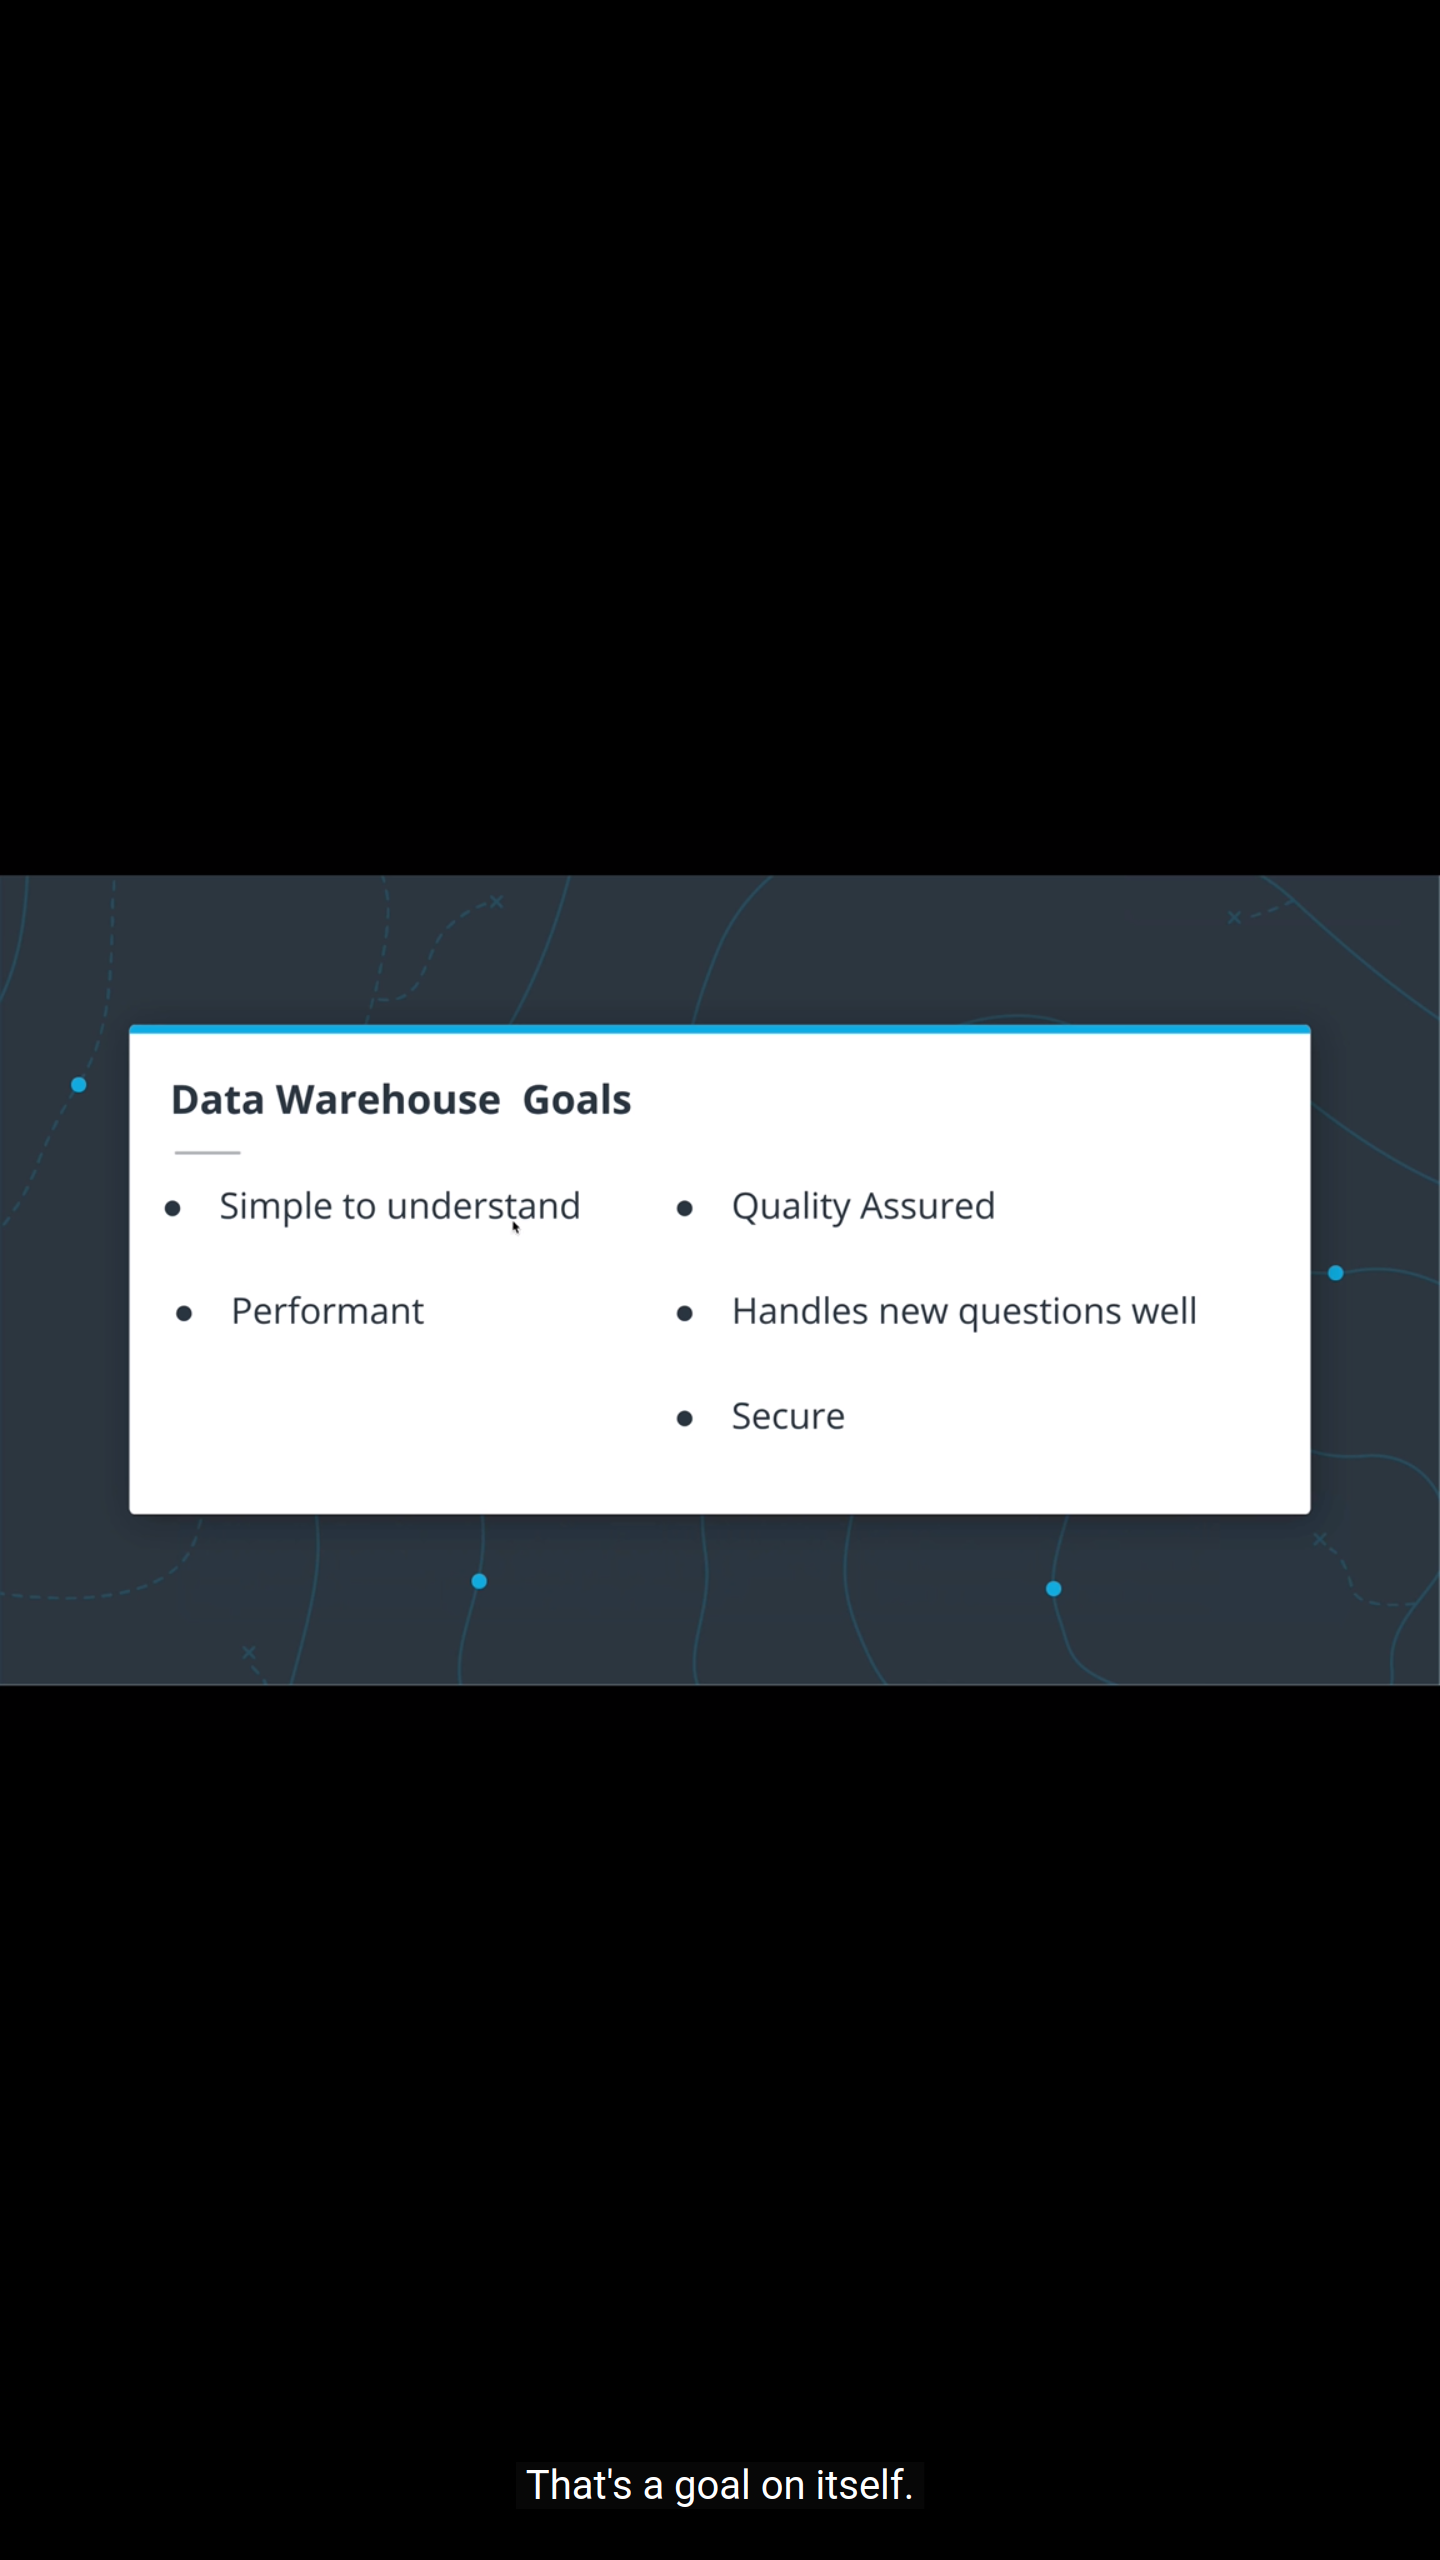 Data Warehouse Goals
Simple to understand
Performant
Quality Assured
Handles new questions well
Secure
That's a goal on itself.